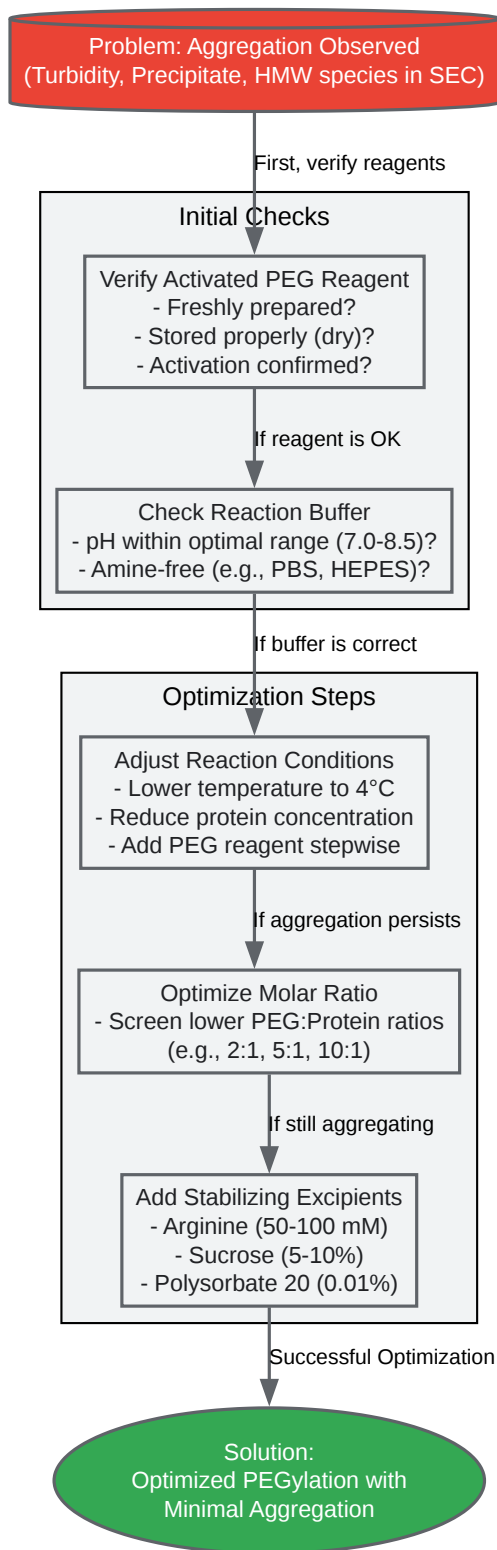 Problem: Aggregation Observed
(Turbidity, Precipitate, HMW species in SEC)
First, verify reagents
Initial Checks
Verify Activated PEG Reagent
- Freshly prepared?
- Stored properly (dry)?
- Activation confirmed?
If reagent is OK
Check Reaction Buffer
- pH within optimal range (7.0-8.5)?
- Amine-free (e.g., PBS, HEPES)?
If buffer is correct
Optimization Steps
Adjust Reaction Conditions
- Lower temperature to 4°C
- Reduce protein concentration
- Add PEG reagent stepwise
If aggregation persists
Optimize Molar Ratio
- Screen lower PEG:Protein ratios
(e.g., 2:1, 5:1, 10:1)
If still aggregating
Add Stabilizing Excipients
- Arginine (50-100 mM)
- Sucrose (5-10%)
- Polysorbate 20 (0.01%)
Successful Optimization
Solution:
Optimized PEGylation with
Minimal Aggregation